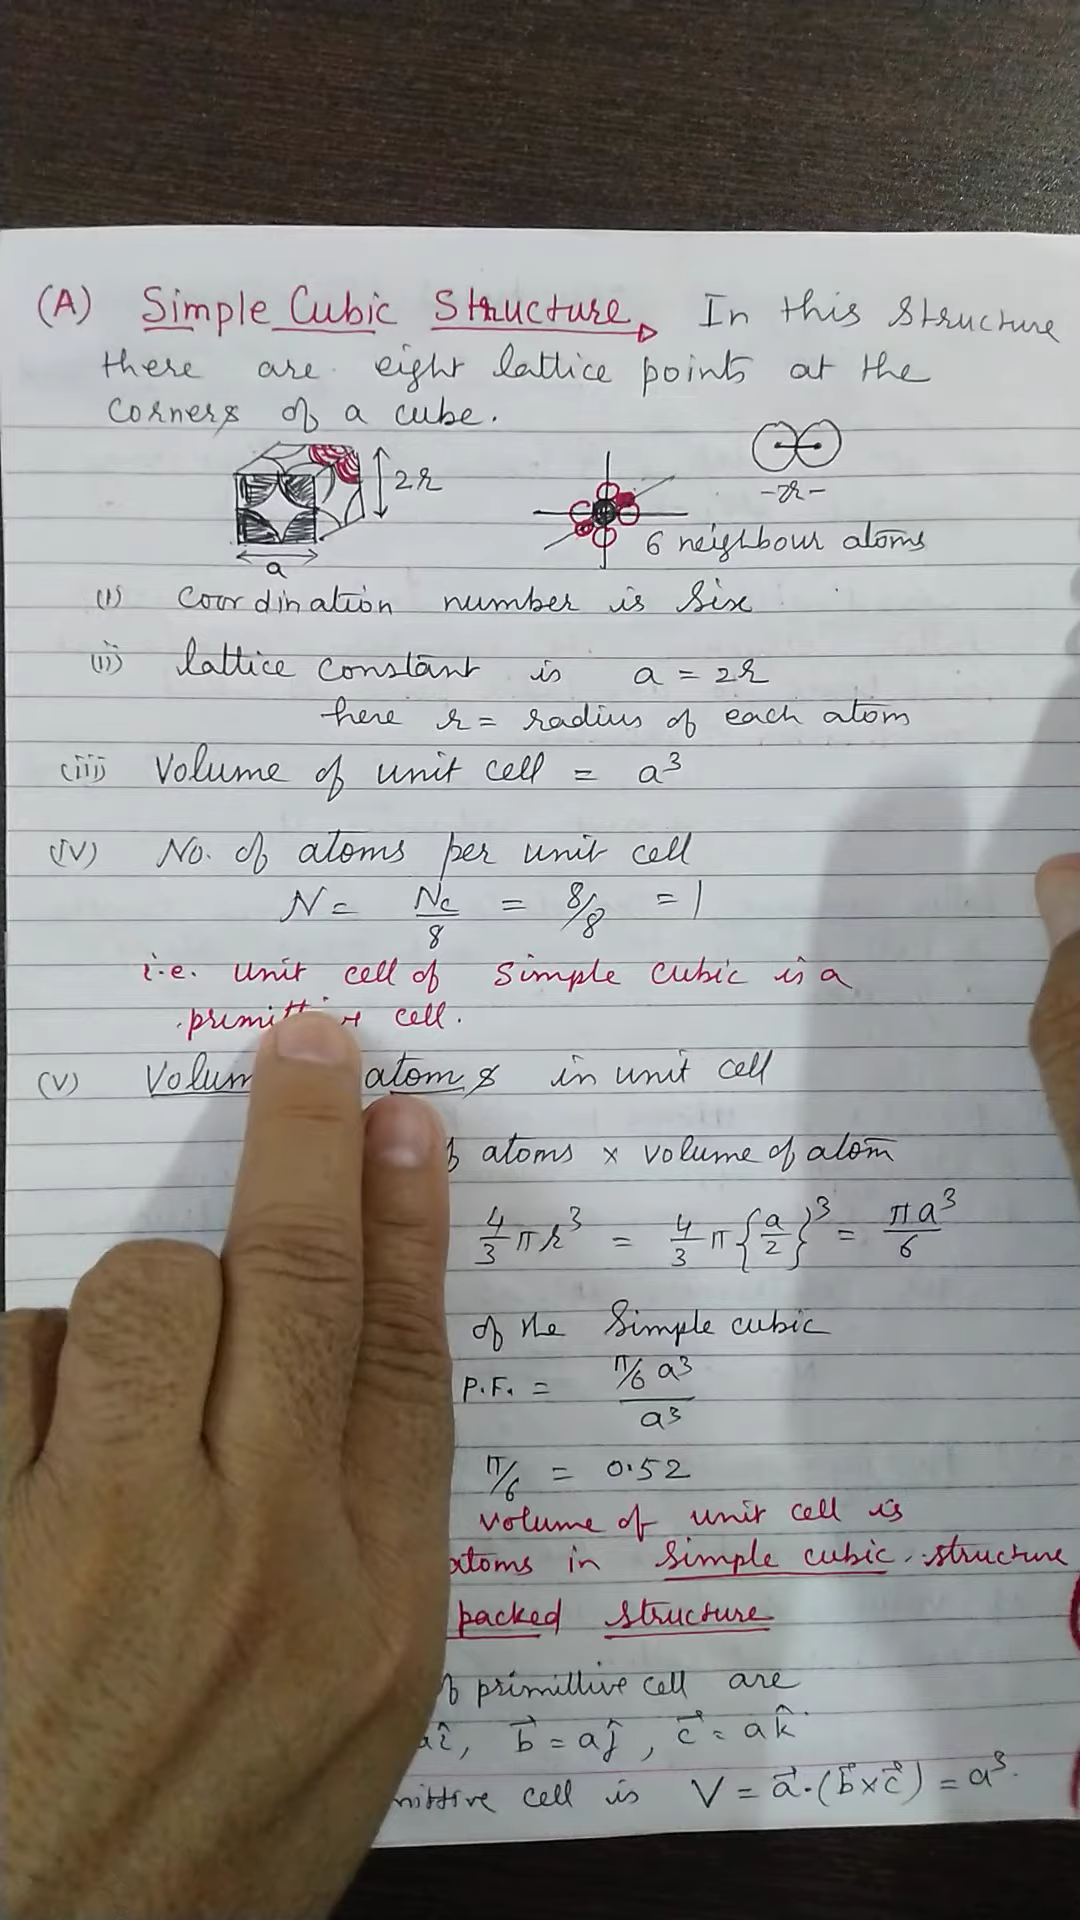 (A) Simple Cubic Structure, In this structure
there are eight lattice points at the
corners of a cube.
2r
a
-2r-
6 neighbour atoms
(i) coordination number is six
(ii) lattice constant is a = 2r
here r = radius of each atom
(iii) Volume of unit cell = a³
(iv) No. of atoms per unit cell
N = Nc/8 = 8/8 = 1
i.e. unit cell of simple cubic is a
cell.
(v) atoms in unit cell
atoms × volume of atom
4/3 π r³ = 4/3 π {a/2}³ = πa³/6
of the simple cubic
P.F. = π/6 a³ / a³
π/6 = 0.52
volume of unit cell is
atoms in simple cubic structure
packed structure
of primitive cell are
aî, b⃗ = aĵ, c⃗ = ak̂
cell is V = a⃗·(b⃗×c⃗) = a³.